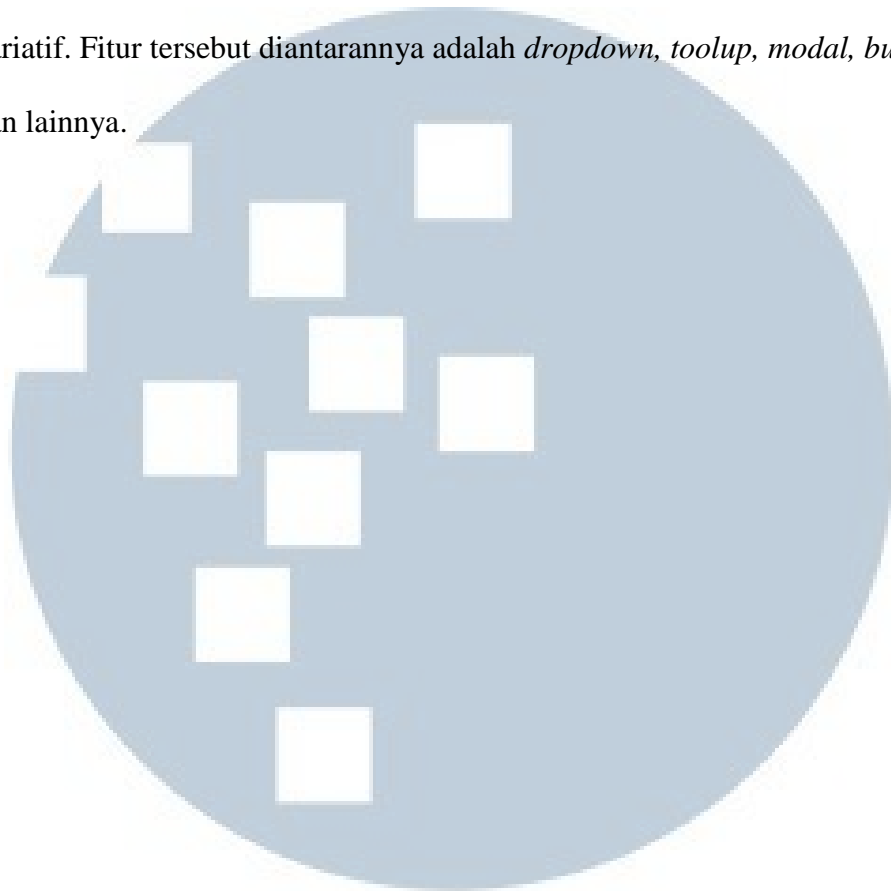 riatif. Fitur tersebut diantarannya adalah dropdown, toolup, modal, bu
n lainnya.